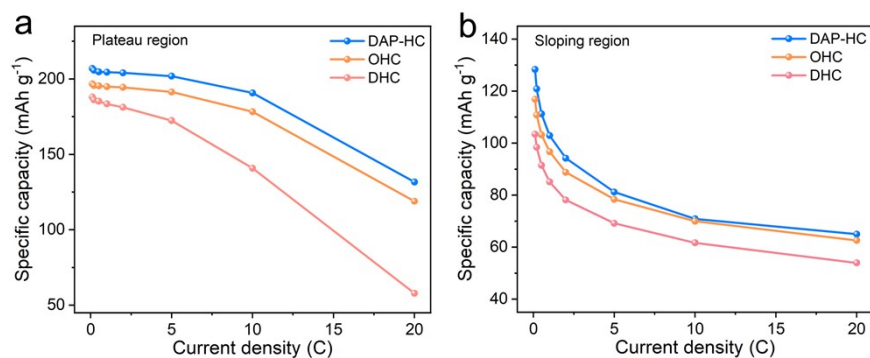 a
Plateau region
DAP-HC
OHC
DHC
Specific capacity (mAh g⁻¹)
200
150
100
50
0
5
10
15
20
Current density (C)
b
Sloping region
DAP-HC
OHC
DHC
Specific capacity (mAh g⁻¹)
140
120
100
80
60
40
0
5
10
15
20
Current density (C)